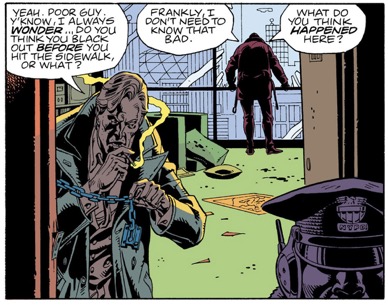 YEAH. POOR GUY.
Y'KNOW, I ALWAYS
WONDER... DO YOU
THINK YOU BLACK
OUT BEFORE YOU
HIT THE SIDEWALK,
OR WHAT?
FRANKLY, I
DON'T NEED TO
KNOW THAT
BAD.
WHAT DO
YOU THINK
HAPPENED
HERE?